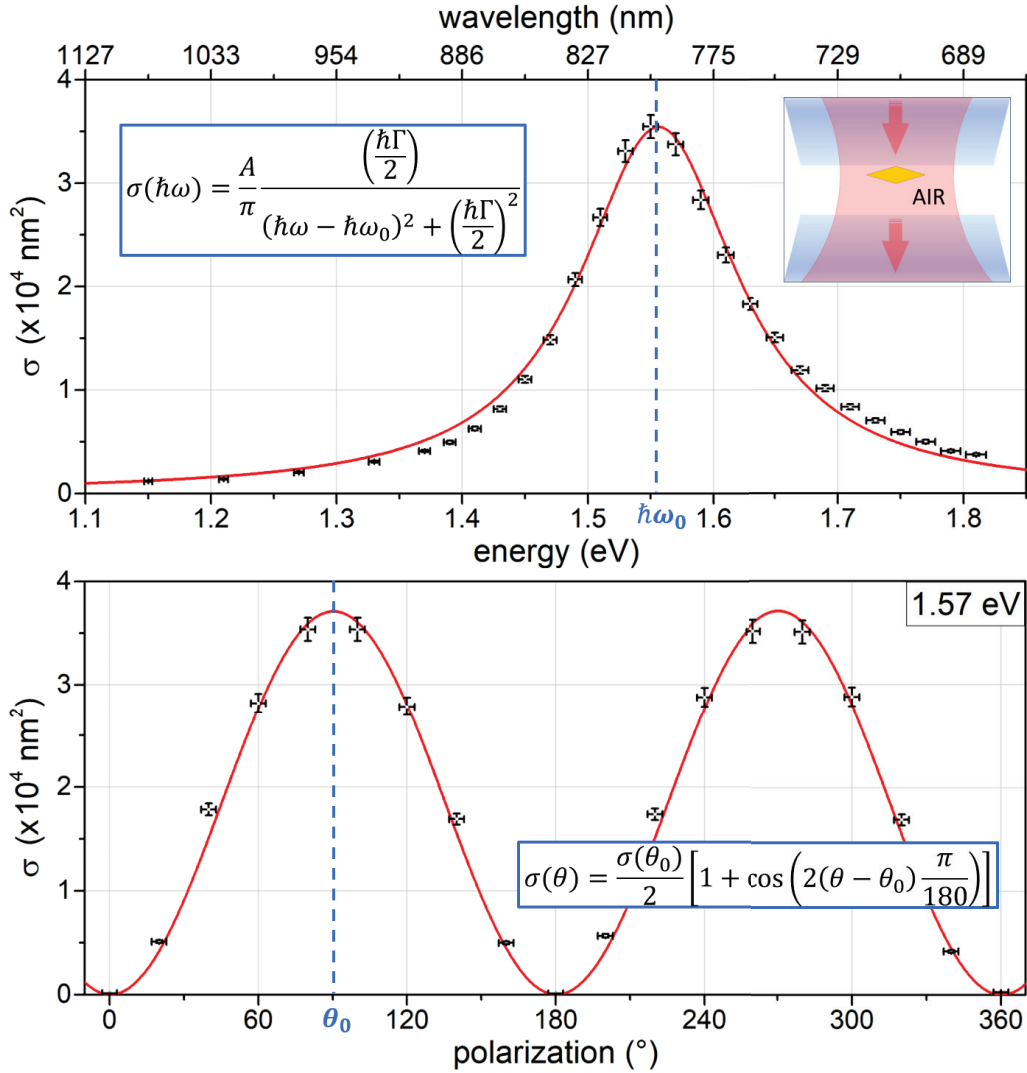 wavelength (nm)
1127 1033 954 886 827 775 729 689
4
3
2
1
0
σ (x 10⁴ nm²)
σ(ħω) = A/π (ħΓ/2) / ((ħω − ħω₀)² + (ħΓ/2)²)
AIR
1.1 1.2 1.3 1.4 1.5 ħω₀ 1.6 1.7 1.8
energy (eV)
1.57 eV
4
3
2
1
0
σ (x 10⁴ nm²)
σ(θ) = σ(θ₀)/2 [1 + cos (2(θ − θ₀) π/180)]
0 60 θ₀ 120 180 240 300 360
polarization (°)